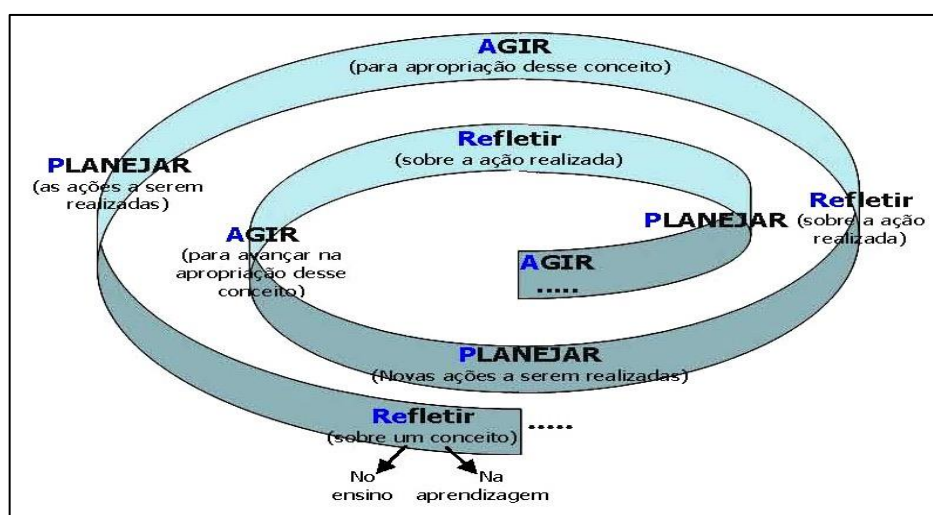 AGIR
(para apropriação desse conceito)
Refletir
(sobre a ação realizada)
PLANEJAR
(as ações a serem
realizadas)
Refletir
(sobre a ação
realizada)
PLANEJAR
AGIR
(para avançar na
apropriação desse
conceito)
AGIR
.....
PLANEJAR
(Novas ações a serem realizadas)
Refletir
(sobre um conceito)
.....
No
ensino
Na
aprendizagem